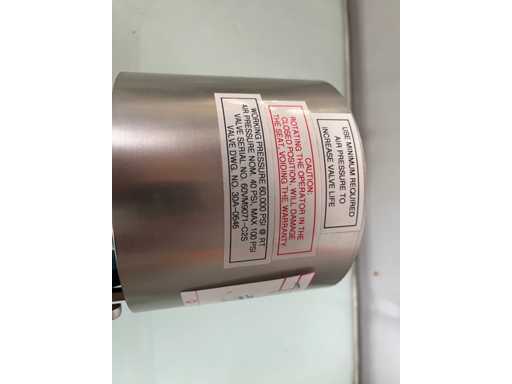 USE MINIMUM REQUIRED
AIR PRESSURE TO
INCREASE VALVE LIFE
CAUTION:
ROTATING THE OPERATOR IN THE
CLOSED POSITION, WILL DAMAGE
THE SEAT, VOIDING THE WARRANTY.
WORKING PRESSURE 60,000 PSI @ RT
AIR PRESSURE NOM. 40 PSI, MAX 100 PSI
VALVE SERIAL NO. 60VM9071-C2S
VALVE DWG. NO. 30A-0646